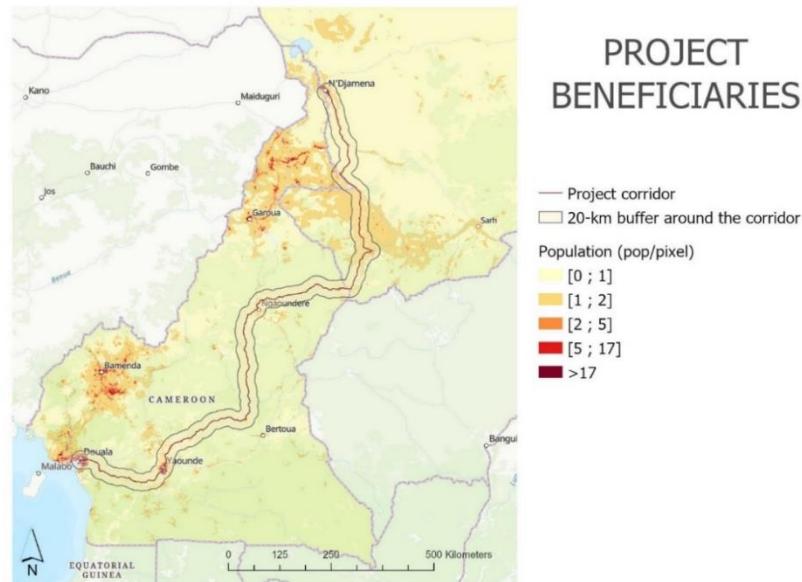 PROJECT
BENEFICIARIES
Project corridor
20-km buffer around the corridor
Population (pop/pixel)
[0 ; 1]
[1 ; 2]
[2 ; 5]
[5 ; 17]
>17
N'Djamena
Kano
Maiduguri
Bauchi
Gombe
Jos
Garoua
Sarh
Benue
Ngaoundere
Bamenda
CAMEROON
Bertoua
Bangui
Douala
Yaounde
Malabo
N
0 125 250 500 Kilometers
EQUATORIAL
GUINEA